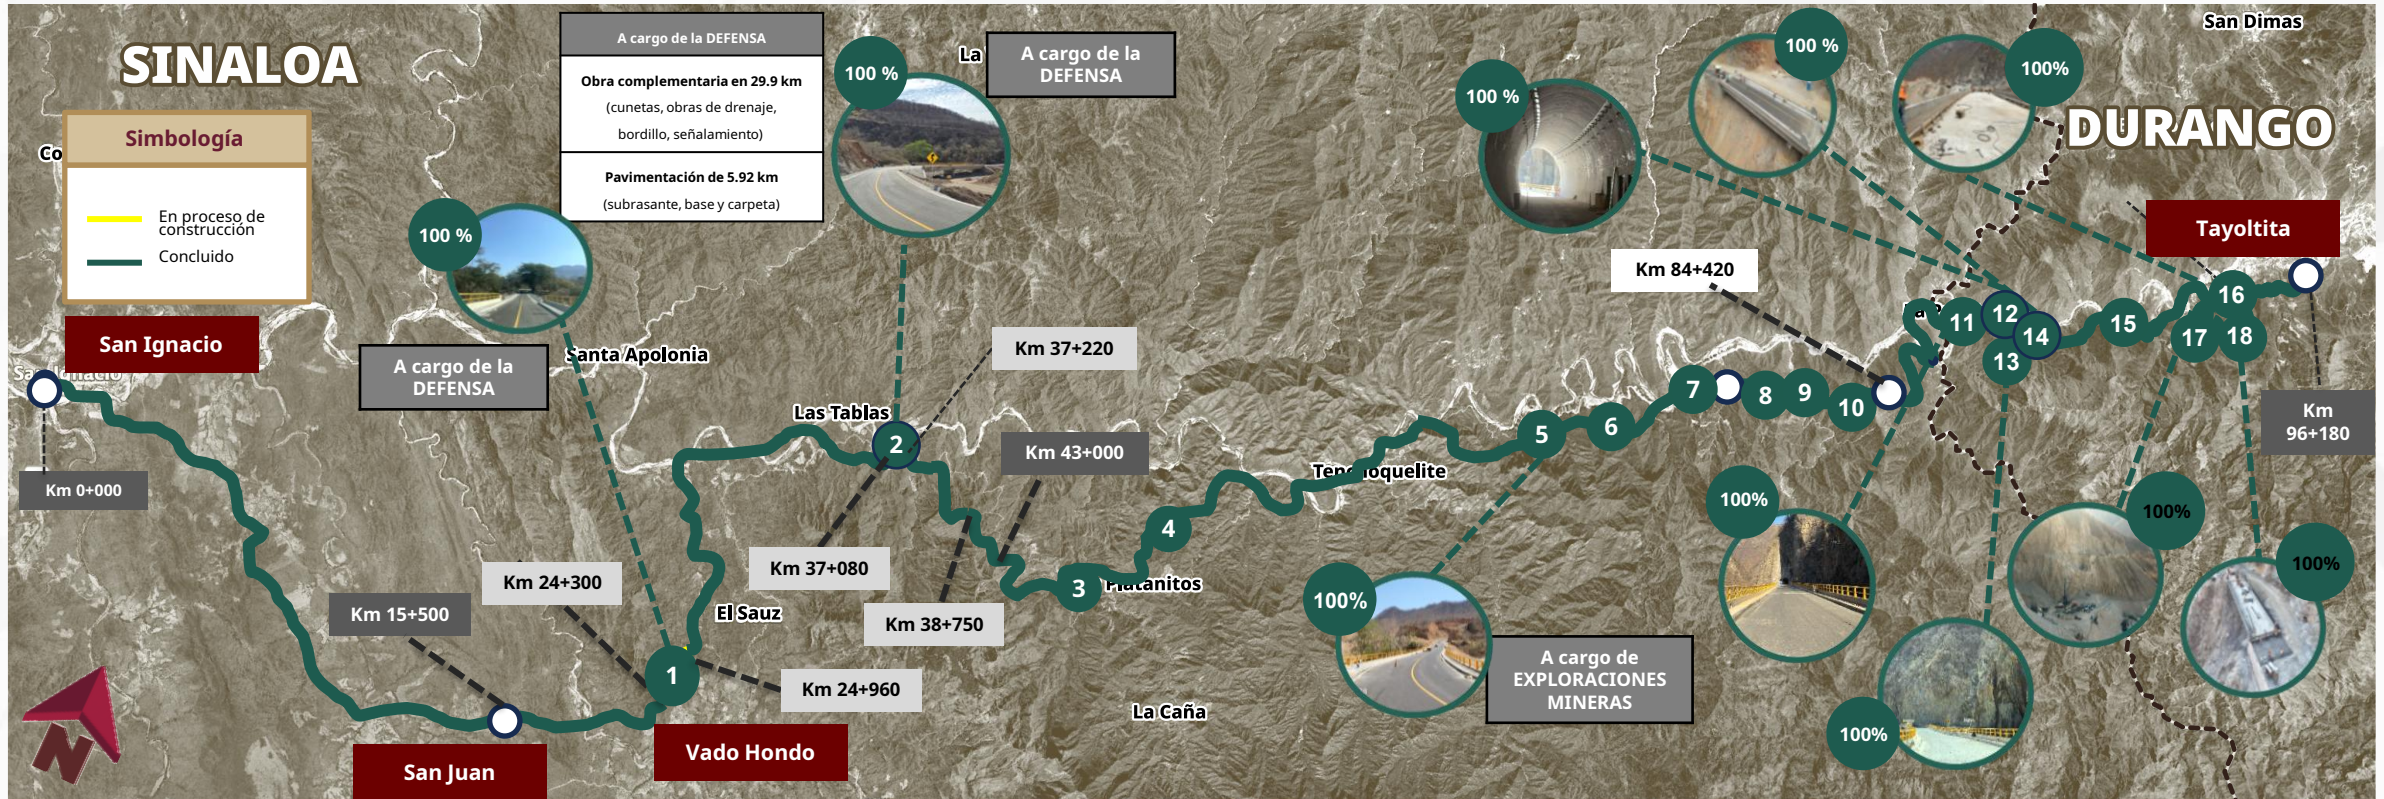 SINALOA
Simbología
En proceso de
construcción
Concluido
San Ignacio
Km 0+000
A cargo de la DEFENSA
Obra complementaria en 29.9 km
(cunetas, obras de drenaje,
bordillo, señalamiento)
Pavimentación de 5.92 km
(subrasante, base y carpeta)
100 %
A cargo de la
DEFENSA
100 %
La
A cargo de la
DEFENSA
Santa Apolonia
Las Tablas
2
Km 37+220
Km 43+000
Km 37+080
Km 38+750
Km 24+300
Km 15+500
El Sauz
1
Km 24+960
San Juan
Vado Hondo
N
3
Platanitos
4
La Caña
Tenchoquelite
5
6
7
8
9
10
Km 84+420
100%
A cargo de
EXPLORACIONES
MINERAS
100 %
100 %
100%
San Dimas
DURANGO
Tayoltita
11
12
13
14
15
16
17
18
Km
96+180
100%
100%
100%
100%